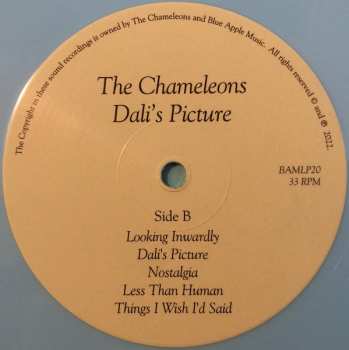 The Copyright in these sound recordings is owned by The Chameleons and Blue Apple Music. All rights reserved © and ℗ 2022.
The Chameleons
Dali's Picture
BAMLP20
33 RPM
Side B
Looking Inwardly
Dali's Picture
Nostalgia
Less Than Human
Things I Wish I'd Said